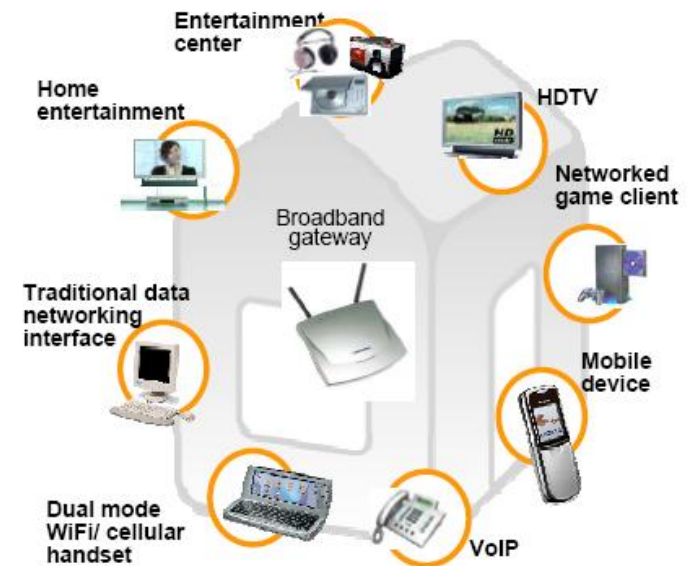 Entertainment
center
Home
entertainment
HDTV
HD
Networked
game client
Broadband
gateway
Traditional data
networking
interface
Mobile
device
Dual mode
WiFi/ cellular
handset
VoIP